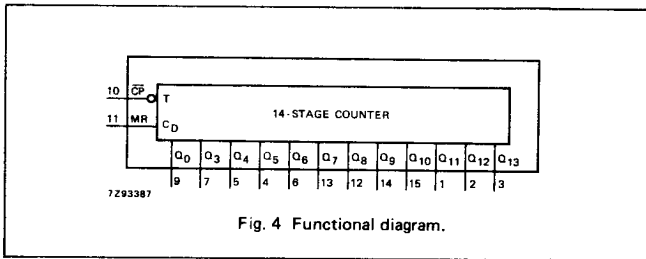 10 CP T
14-STAGE COUNTER
11 MR CD
Q0 Q3 Q4 Q5 Q6 Q7 Q8 Q9 Q10 Q11 Q12 Q13
9 7 5 4 6 13 12 14 15 1 2 3
7Z93387
Fig. 4 Functional diagram.